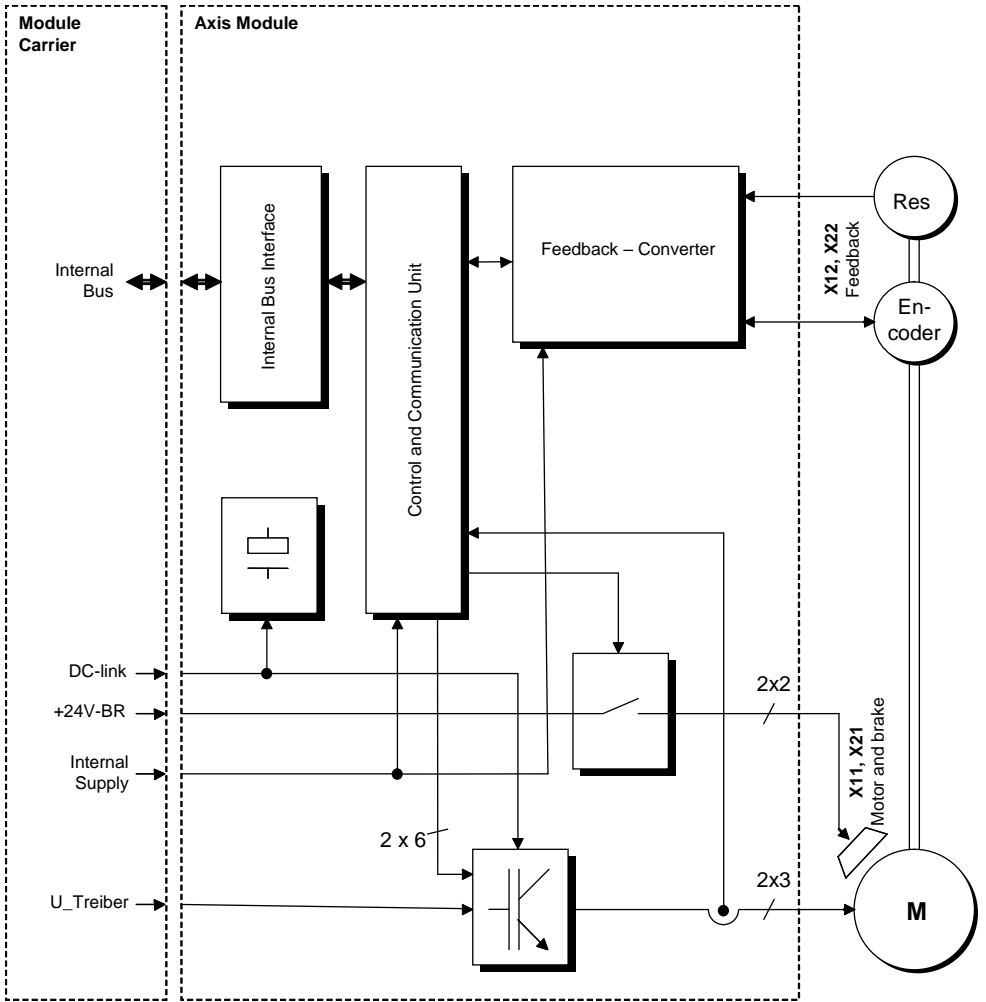 Module
Carrier
Axis Module
Internal
Bus
Internal Bus Interface
Control and Communication Unit
Feedback – Converter
X12, X22
Feedback
Res
En-
coder
DC-link
+24V-BR
Internal
Supply
U_Treiber
2 x 6
2x2
2x3
X11, X21
Motor and brake
M